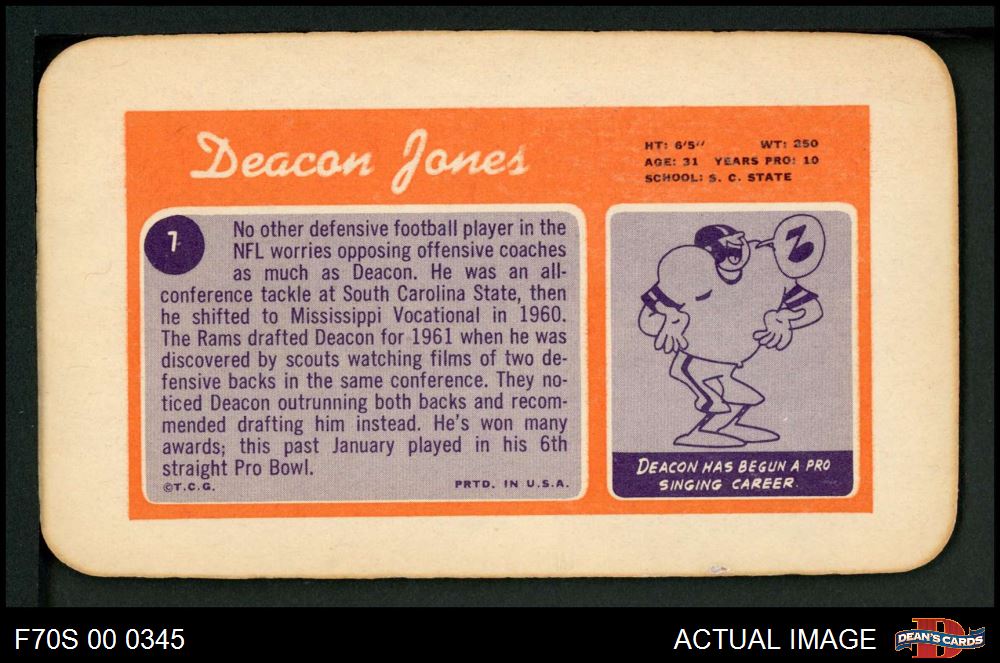 Deacon Jones
HT: 6'5" WT: 250
AGE: 31 YEARS PRO: 10
SCHOOL: S. C. STATE
7
No other defensive football player in the
NFL worries opposing offensive coaches
as much as Deacon. He was an all-
conference tackle at South Carolina State, then
he shifted to Mississippi Vocational in 1960.
The Rams drafted Deacon for 1961 when he was
discovered by scouts watching films of two de-
fensive backs in the same conference. They no-
ticed Deacon outrunning both backs and recom-
mended drafting him instead. He's won many
awards; this past January played in his 6th
straight Pro Bowl.
©T.C.G. PRTD. IN U.S.A.
DEACON HAS BEGUN A PRO
SINGING CAREER.
F70S 00 0345
ACTUAL IMAGE
D
DEAN'S CARDS